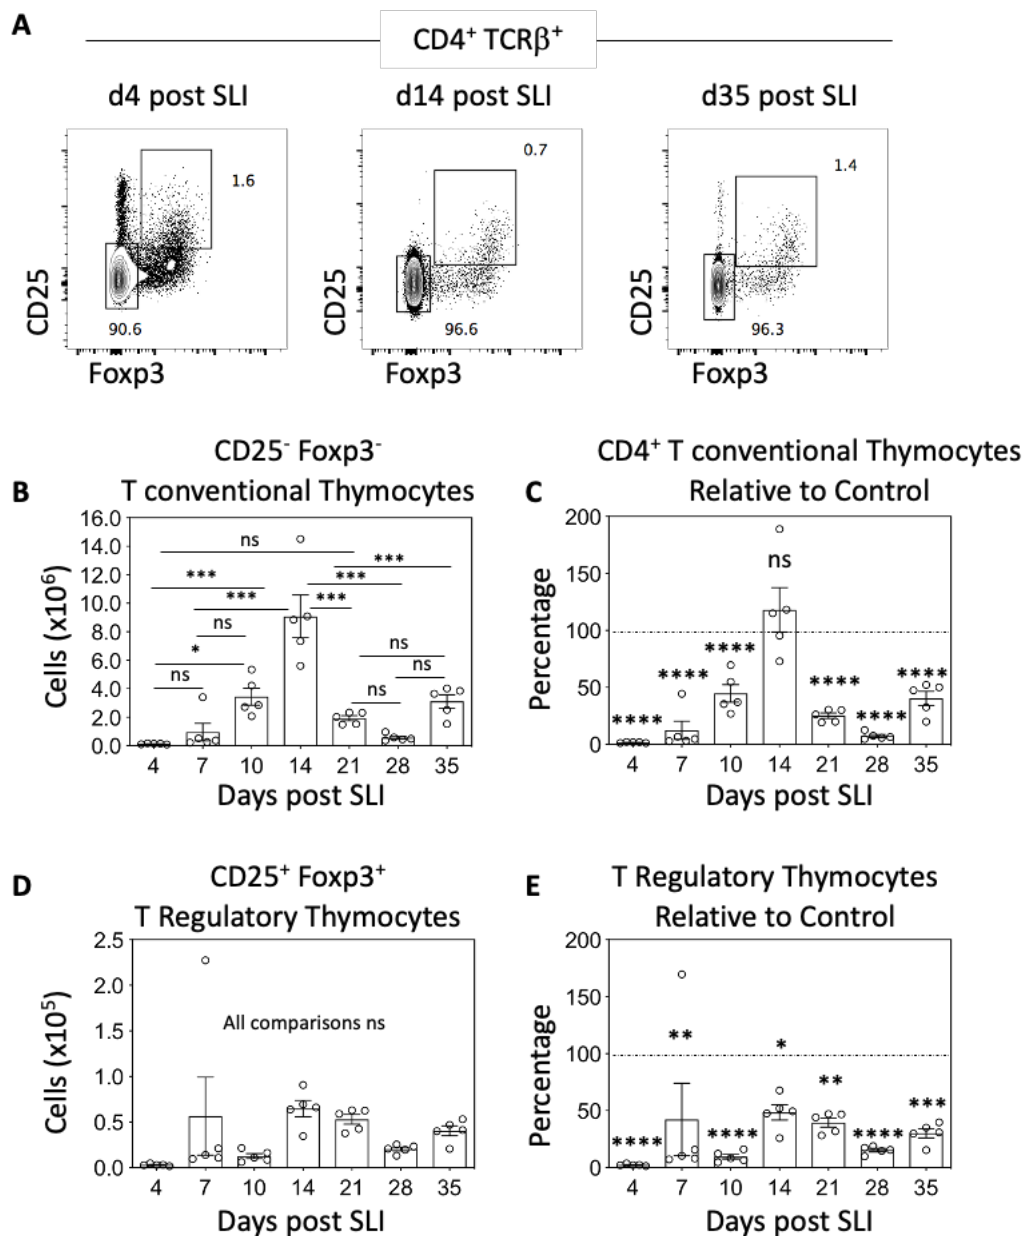 A
CD4⁺ TCRβ⁺
d4 post SLI
d14 post SLI
d35 post SLI
1.6
0.7
1.4
CD25
CD25
CD25
90.6
96.6
96.3
Foxp3
Foxp3
Foxp3
B
CD25⁻ Foxp3⁻
T conventional Thymocytes
Cells (x10⁶)
16.0
14.0
12.0
10.0
8.0
6.0
4.0
2.0
0.0
ns
***
***
***
***
***
ns
*
ns
ns
ns
ns
4 7 10 14 21 28 35
Days post SLI
C
CD4⁺ T conventional Thymocytes
Relative to Control
Percentage
200
150
100
50
0
ns
****
****
****
****
****
****
4 7 10 14 21 28 35
Days post SLI
D
CD25⁺ Foxp3⁺
T Regulatory Thymocytes
Cells (x10⁵)
2.5
2.0
1.5
1.0
0.5
0.0
All comparisons ns
4 7 10 14 21 28 35
Days post SLI
E
T Regulatory Thymocytes
Relative to Control
Percentage
200
150
100
50
0
**
*
**
***
****
****
****
4 7 10 14 21 28 35
Days post SLI